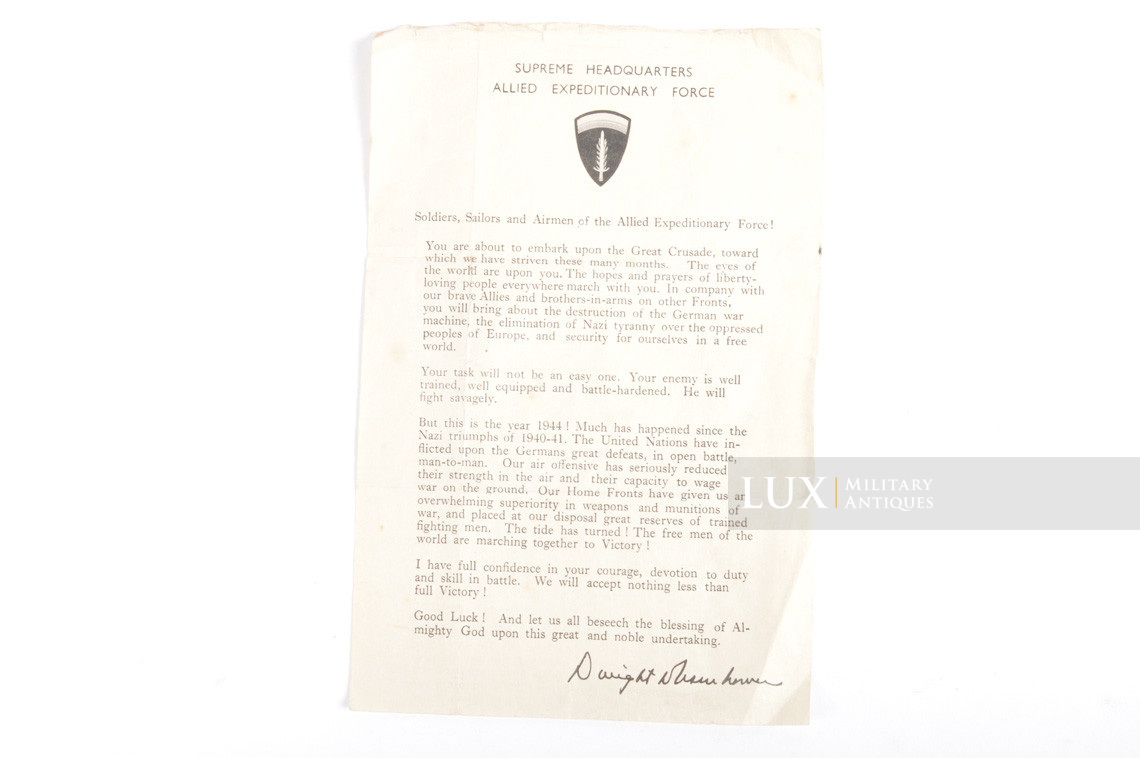 SUPREME HEADQUARTERS
ALLIED EXPEDITIONARY FORCE
Soldiers, Sailors and Airmen of the Allied Expeditionary Force!
You are about to embark upon the Great Crusade, toward
which we have striven these many months. The eyes of
the world are upon you. The hopes and prayers of liberty-
loving people everywhere march with you. In company with
our brave Allies and brothers-in-arms on other Fronts,
you will bring about the destruction of the German war
machine, the elimination of Nazi tyranny over the oppressed
peoples of Europe, and security for ourselves in a free
world.
Your task will not be an easy one. Your enemy is well
trained, well equipped and battle-hardened. He will
fight savagely.
But this is the year 1944! Much has happened since the
Nazi triumphs of 1940-41. The United Nations have in-
flicted upon the Germans great defeats, in open battle,
man-to-man. Our air offensive has seriously reduced
their strength in the air and their capacity to wage
war on the ground. Our Home Fronts have given us an
overwhelming superiority in weapons and munitions of
war, and placed at our disposal great reserves of trained
fighting men. The tide has turned! The free men of the
world are marching together to Victory!
I have full confidence in your courage, devotion to duty
and skill in battle. We will accept nothing less than
full Victory!
Good Luck! And let us all beseech the blessing of Al-
mighty God upon this great and noble undertaking.
Dwight D Eisenhower
LUX MILITARY
ANTIQUES